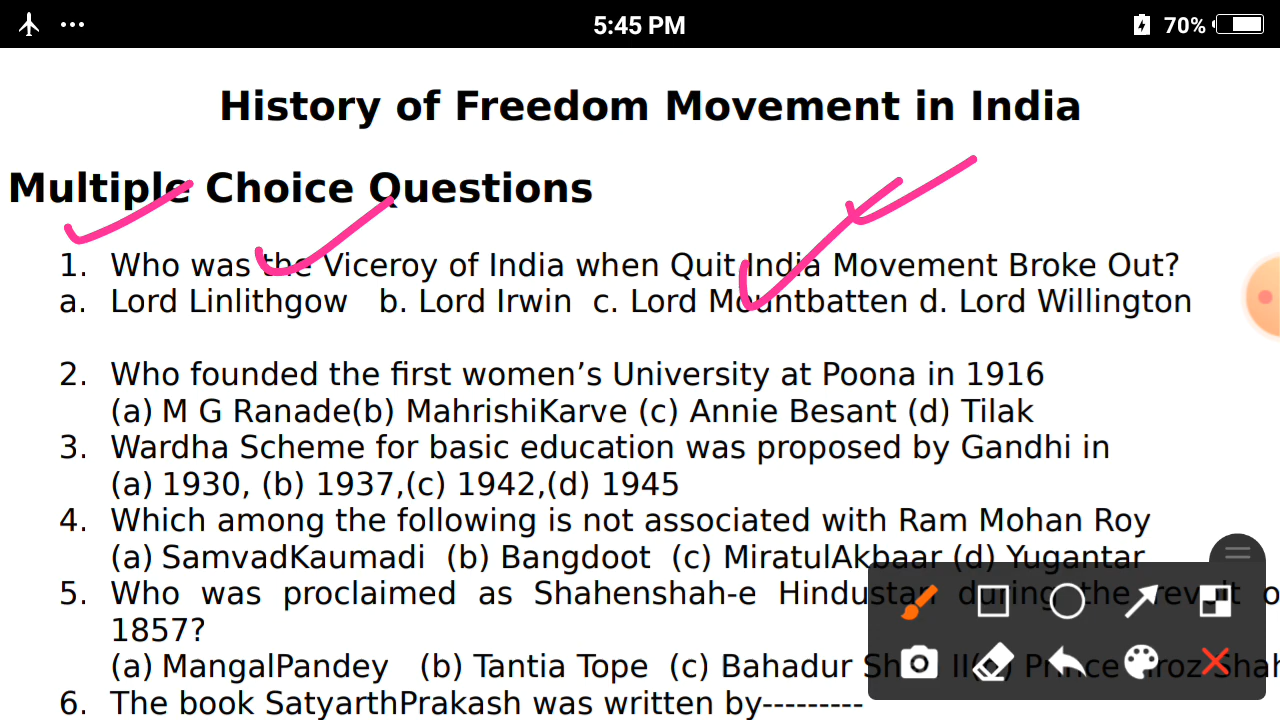 5:45 PM
70%
History of Freedom Movement in India
Multiple Choice Questions
1. Who was the Viceroy of India when Quit India Movement Broke Out?
a. Lord Linlithgow b. Lord Irwin c. Lord Mountbatten d. Lord Willington
2. Who founded the first women’s University at Poona in 1916
(a) M G Ranade(b) MahrishiKarve (c) Annie Besant (d) Tilak
3. Wardha Scheme for basic education was proposed by Gandhi in
(a) 1930, (b) 1937,(c) 1942,(d) 1945
4. Which among the following is not associated with Ram Mohan Roy
(a) SamvadKaumadi (b) Bangdoot (c) MiratulAkbaar (d) Yugantar
5. Who was proclaimed as Shahenshah-e Hindustan during the revolt
1857?
(a) MangalPandey (b) Tantia Tope (c) Bahadur II Prince
6. The book SatyarthPrakash was written by---------